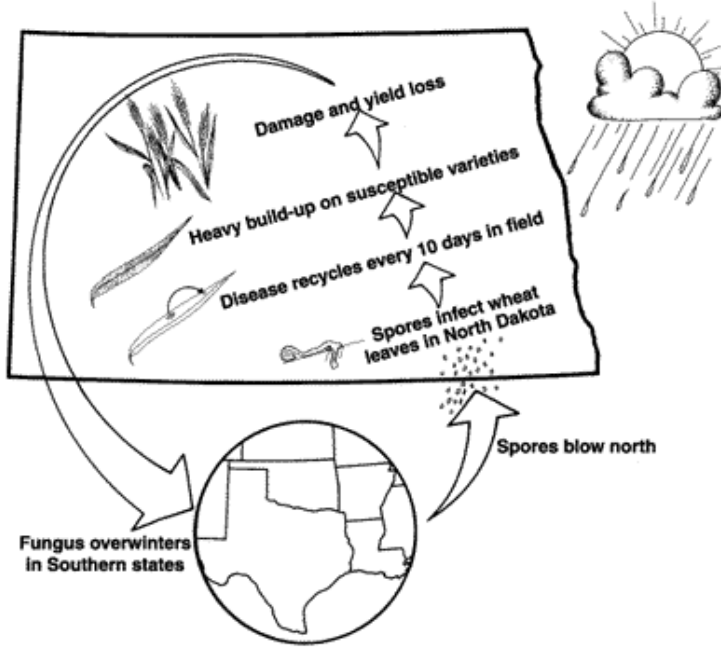 Damage and yield loss
Heavy build-up on susceptible varieties
Disease recycles every 10 days in field
Spores infect wheat
leaves in North Dakota
Spores blow north
Fungus overwinters
in Southern states